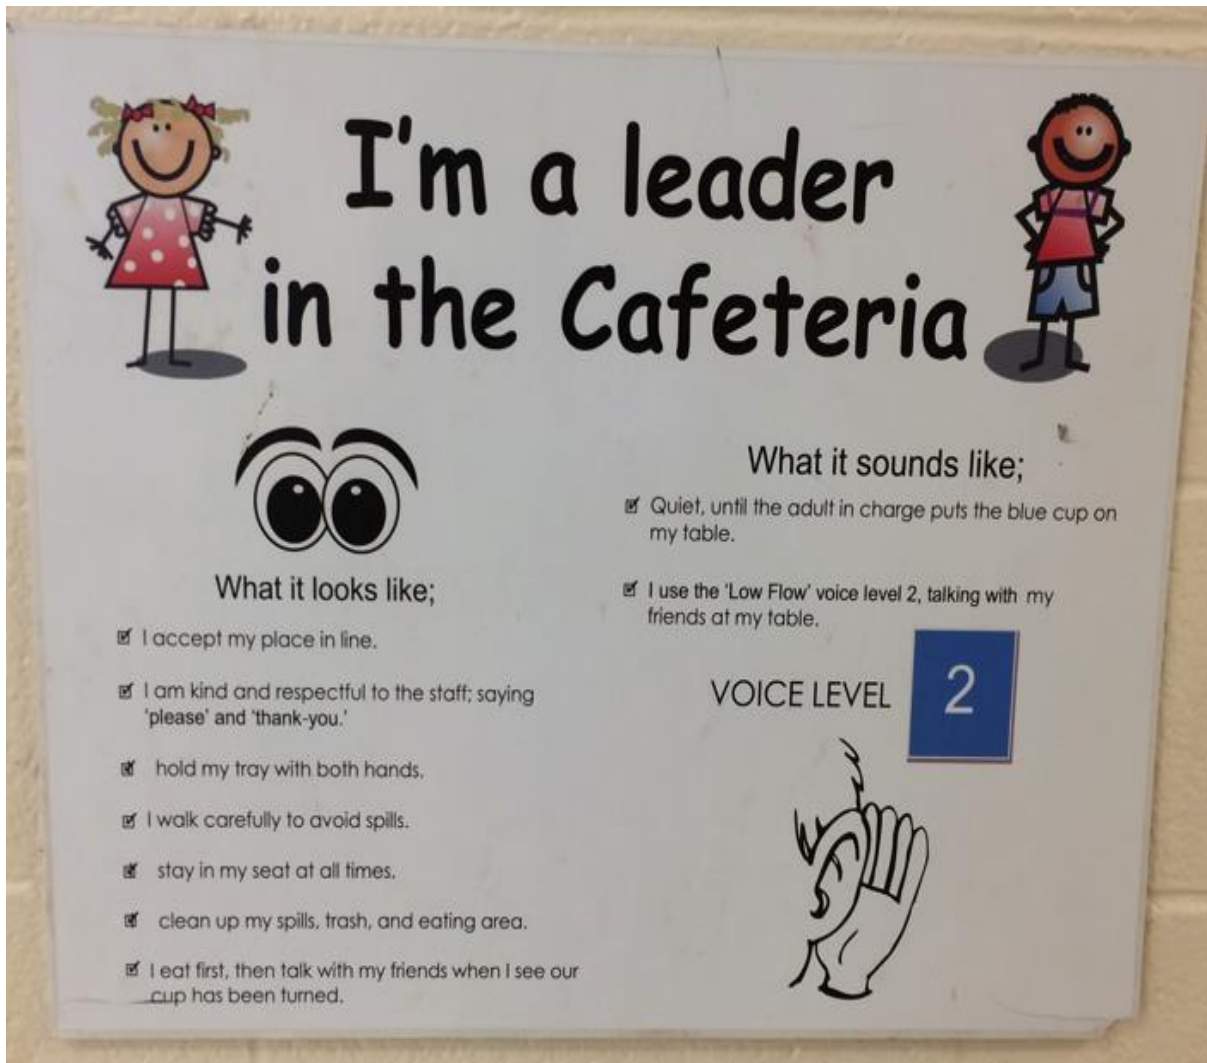 I'm a leader
in the Cafeteria
What it looks like;
I accept my place in line.
I am kind and respectful to the staff; saying
'please' and 'thank-you.'
hold my tray with both hands.
I walk carefully to avoid spills.
stay in my seat at all times.
clean up my spills, trash, and eating area.
I eat first, then talk with my friends when I see our
cup has been turned.
What it sounds like;
Quiet, until the adult in charge puts the blue cup on
my table.
I use the 'Low Flow' voice level 2, talking with my
friends at my table.
VOICE LEVEL 2